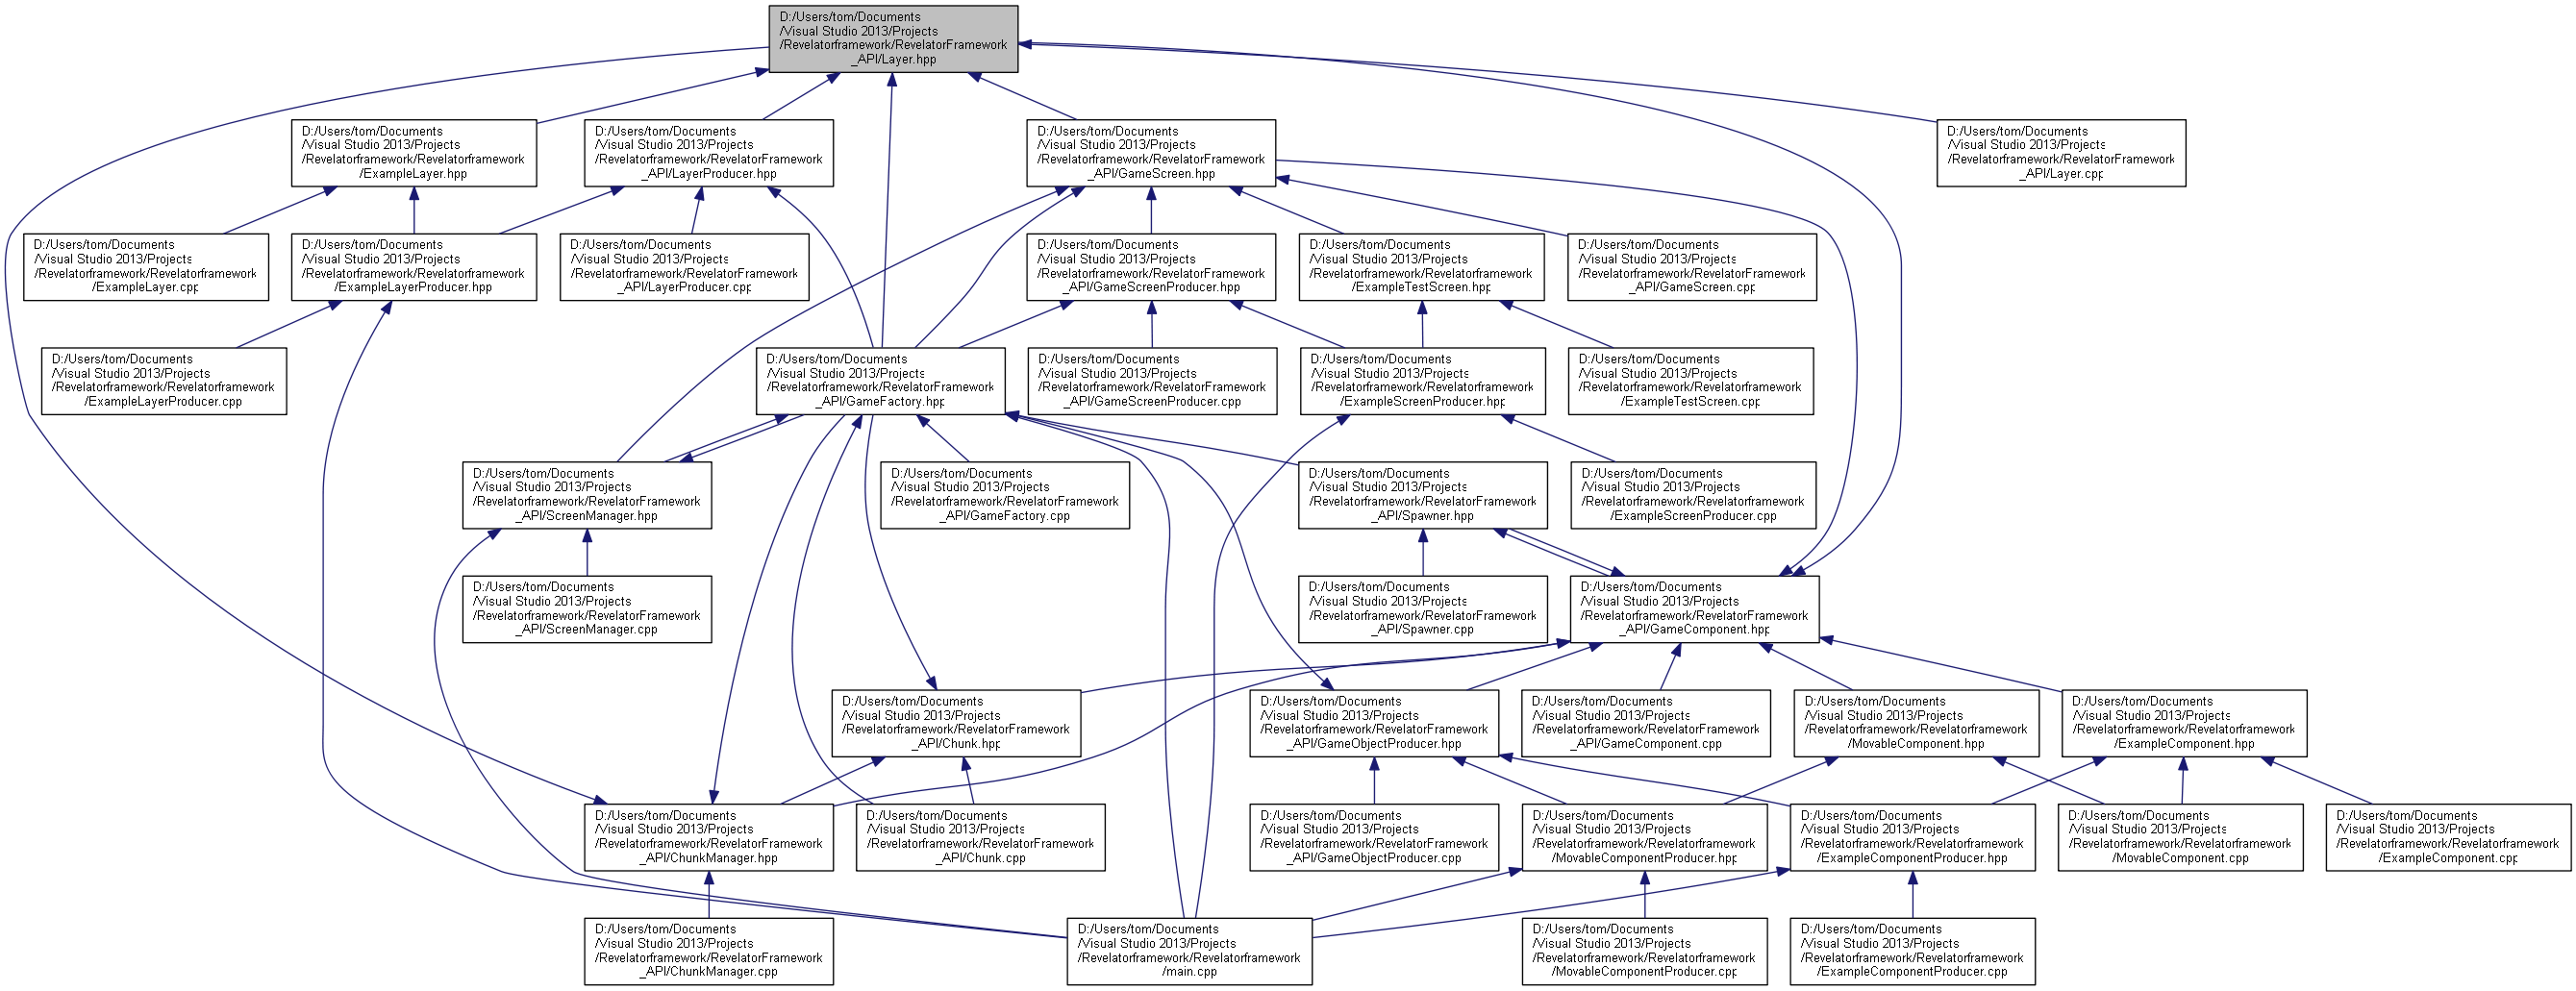 D:/Users/tom/Documents
/Visual Studio 2013/Projects
/Revelatorframework/RevelatorFramework
_API/Layer.hpp
D:/Users/tom/Documents
/Visual Studio 2013/Projects
/Revelatorframework/Revelatorframework
/ExampleLayer.hpp
D:/Users/tom/Documents
/Visual Studio 2013/Projects
/Revelatorframework/RevelatorFramework
_API/LayerProducer.hpp
D:/Users/tom/Documents
/Visual Studio 2013/Projects
/Revelatorframework/RevelatorFramework
_API/GameScreen.hpp
D:/Users/tom/Documents
/Visual Studio 2013/Projects
/Revelatorframework/RevelatorFramework
_API/Layer.cpp
D:/Users/tom/Documents
/Visual Studio 2013/Projects
/Revelatorframework/Revelatorframework
/ExampleLayer.cpp
D:/Users/tom/Documents
/Visual Studio 2013/Projects
/Revelatorframework/Revelatorframework
/ExampleLayerProducer.hpp
D:/Users/tom/Documents
/Visual Studio 2013/Projects
/Revelatorframework/RevelatorFramework
_API/LayerProducer.cpp
D:/Users/tom/Documents
/Visual Studio 2013/Projects
/Revelatorframework/RevelatorFramework
_API/GameScreenProducer.hpp
D:/Users/tom/Documents
/Visual Studio 2013/Projects
/Revelatorframework/Revelatorframework
/ExampleTestScreen.hpp
D:/Users/tom/Documents
/Visual Studio 2013/Projects
/Revelatorframework/RevelatorFramework
_API/GameScreen.cpp
D:/Users/tom/Documents
/Visual Studio 2013/Projects
/Revelatorframework/Revelatorframework
/ExampleLayerProducer.cpp
D:/Users/tom/Documents
/Visual Studio 2013/Projects
/Revelatorframework/RevelatorFramework
_API/GameFactory.hpp
D:/Users/tom/Documents
/Visual Studio 2013/Projects
/Revelatorframework/RevelatorFramework
_API/GameScreenProducer.cpp
D:/Users/tom/Documents
/Visual Studio 2013/Projects
/Revelatorframework/Revelatorframework
/ExampleScreenProducer.hpp
D:/Users/tom/Documents
/Visual Studio 2013/Projects
/Revelatorframework/Revelatorframework
/ExampleTestScreen.cpp
D:/Users/tom/Documents
/Visual Studio 2013/Projects
/Revelatorframework/RevelatorFramework
_API/ScreenManager.hpp
D:/Users/tom/Documents
/Visual Studio 2013/Projects
/Revelatorframework/RevelatorFramework
_API/GameFactory.cpp
D:/Users/tom/Documents
/Visual Studio 2013/Projects
/Revelatorframework/RevelatorFramework
_API/Spawner.hpp
D:/Users/tom/Documents
/Visual Studio 2013/Projects
/Revelatorframework/Revelatorframework
/ExampleScreenProducer.cpp
D:/Users/tom/Documents
/Visual Studio 2013/Projects
/Revelatorframework/RevelatorFramework
_API/ScreenManager.cpp
D:/Users/tom/Documents
/Visual Studio 2013/Projects
/Revelatorframework/RevelatorFramework
_API/Spawner.cpp
D:/Users/tom/Documents
/Visual Studio 2013/Projects
/Revelatorframework/RevelatorFramework
_API/GameComponent.hpp
D:/Users/tom/Documents
/Visual Studio 2013/Projects
/Revelatorframework/RevelatorFramework
_API/Chunk.hpp
D:/Users/tom/Documents
/Visual Studio 2013/Projects
/Revelatorframework/RevelatorFramework
_API/GameObjectProducer.hpp
D:/Users/tom/Documents
/Visual Studio 2013/Projects
/Revelatorframework/RevelatorFramework
_API/GameComponent.cpp
D:/Users/tom/Documents
/Visual Studio 2013/Projects
/Revelatorframework/Revelatorframework
/MovableComponent.hpp
D:/Users/tom/Documents
/Visual Studio 2013/Projects
/Revelatorframework/Revelatorframework
/ExampleComponent.hpp
D:/Users/tom/Documents
/Visual Studio 2013/Projects
/Revelatorframework/RevelatorFramework
_API/ChunkManager.hpp
D:/Users/tom/Documents
/Visual Studio 2013/Projects
/Revelatorframework/RevelatorFramework
_API/Chunk.cpp
D:/Users/tom/Documents
/Visual Studio 2013/Projects
/Revelatorframework/RevelatorFramework
_API/GameObjectProducer.cpp
D:/Users/tom/Documents
/Visual Studio 2013/Projects
/Revelatorframework/Revelatorframework
/MovableComponentProducer.hpp
D:/Users/tom/Documents
/Visual Studio 2013/Projects
/Revelatorframework/Revelatorframework
/ExampleComponentProducer.hpp
D:/Users/tom/Documents
/Visual Studio 2013/Projects
/Revelatorframework/Revelatorframework
/MovableComponent.cpp
D:/Users/tom/Documents
/Visual Studio 2013/Projects
/Revelatorframework/Revelatorframework
/ExampleComponent.cpp
D:/Users/tom/Documents
/Visual Studio 2013/Projects
/Revelatorframework/RevelatorFramework
_API/ChunkManager.cpp
D:/Users/tom/Documents
/Visual Studio 2013/Projects
/Revelatorframework/Revelatorframework
/main.cpp
D:/Users/tom/Documents
/Visual Studio 2013/Projects
/Revelatorframework/Revelatorframework
/MovableComponentProducer.cpp
D:/Users/tom/Documents
/Visual Studio 2013/Projects
/Revelatorframework/Revelatorframework
/ExampleComponentProducer.cpp